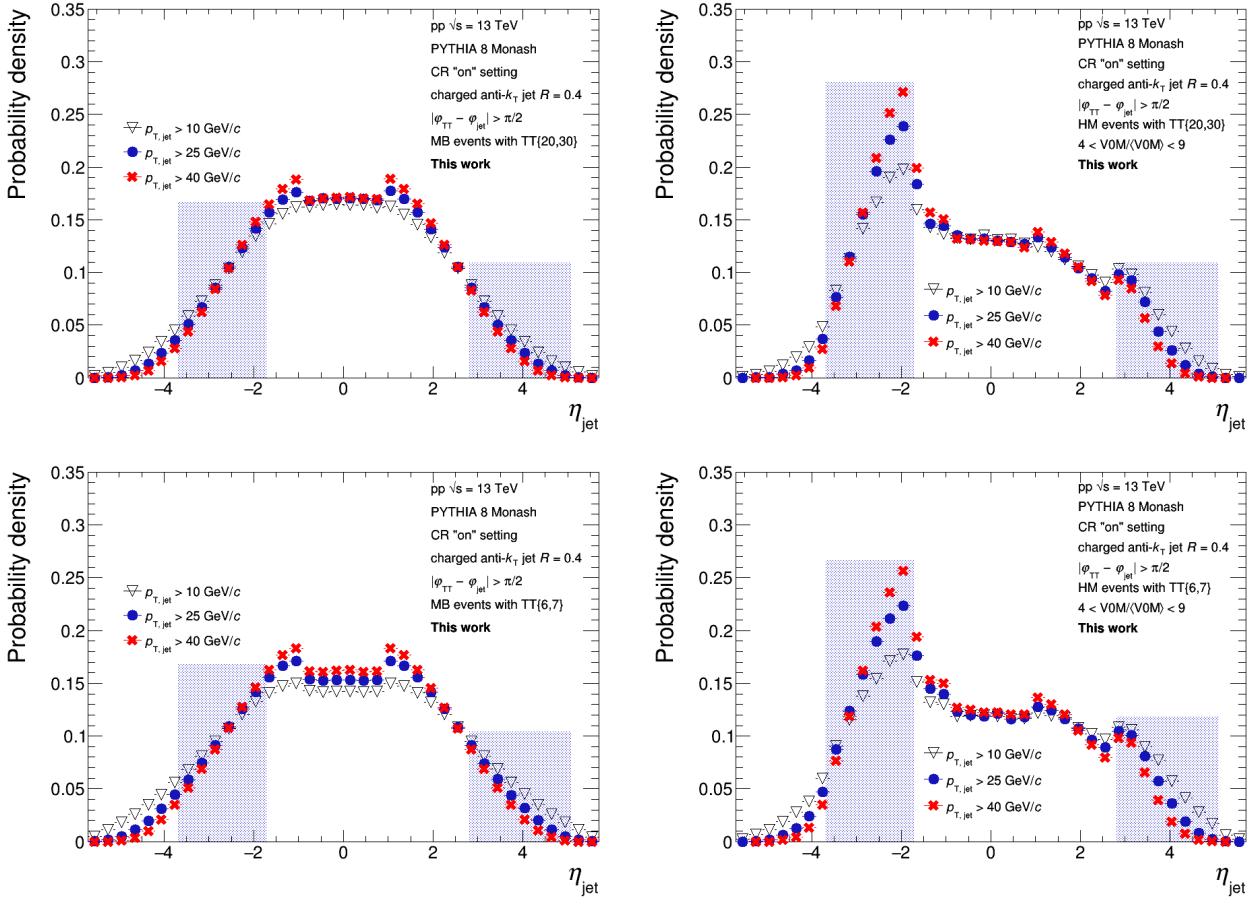 pp √s = 13 TeV
PYTHIA 8 Monash
CR "on" setting
charged anti-kT jet R = 0.4
|φTT − φjet| > π/2
MB events with TT{20,30}
This work
pT, jet > 10 GeV/c
pT, jet > 25 GeV/c
pT, jet > 40 GeV/c
Probability density
0.35
0.3
0.25
0.2
0.15
0.1
0.05
0
−4 −2 0 2 4
ηjet
pp √s = 13 TeV
PYTHIA 8 Monash
CR "on" setting
charged anti-kT jet R = 0.4
|φTT − φjet| > π/2
HM events with TT{20,30}
4 < V0M/⟨V0M⟩ < 9
This work
pT, jet > 10 GeV/c
pT, jet > 25 GeV/c
pT, jet > 40 GeV/c
Probability density
0.35
0.3
0.25
0.2
0.15
0.1
0.05
0
−4 −2 0 2 4
ηjet
pp √s = 13 TeV
PYTHIA 8 Monash
CR "on" setting
charged anti-kT jet R = 0.4
|φTT − φjet| > π/2
MB events with TT{6,7}
This work
pT, jet > 10 GeV/c
pT, jet > 25 GeV/c
pT, jet > 40 GeV/c
Probability density
0.35
0.3
0.25
0.2
0.15
0.1
0.05
0
−4 −2 0 2 4
ηjet
pp √s = 13 TeV
PYTHIA 8 Monash
CR "on" setting
charged anti-kT jet R = 0.4
|φTT − φjet| > π/2
HM events with TT{6,7}
4 < V0M/⟨V0M⟩ < 9
This work
pT, jet > 10 GeV/c
pT, jet > 25 GeV/c
pT, jet > 40 GeV/c
Probability density
0.35
0.3
0.25
0.2
0.15
0.1
0.05
0
−4 −2 0 2 4
ηjet